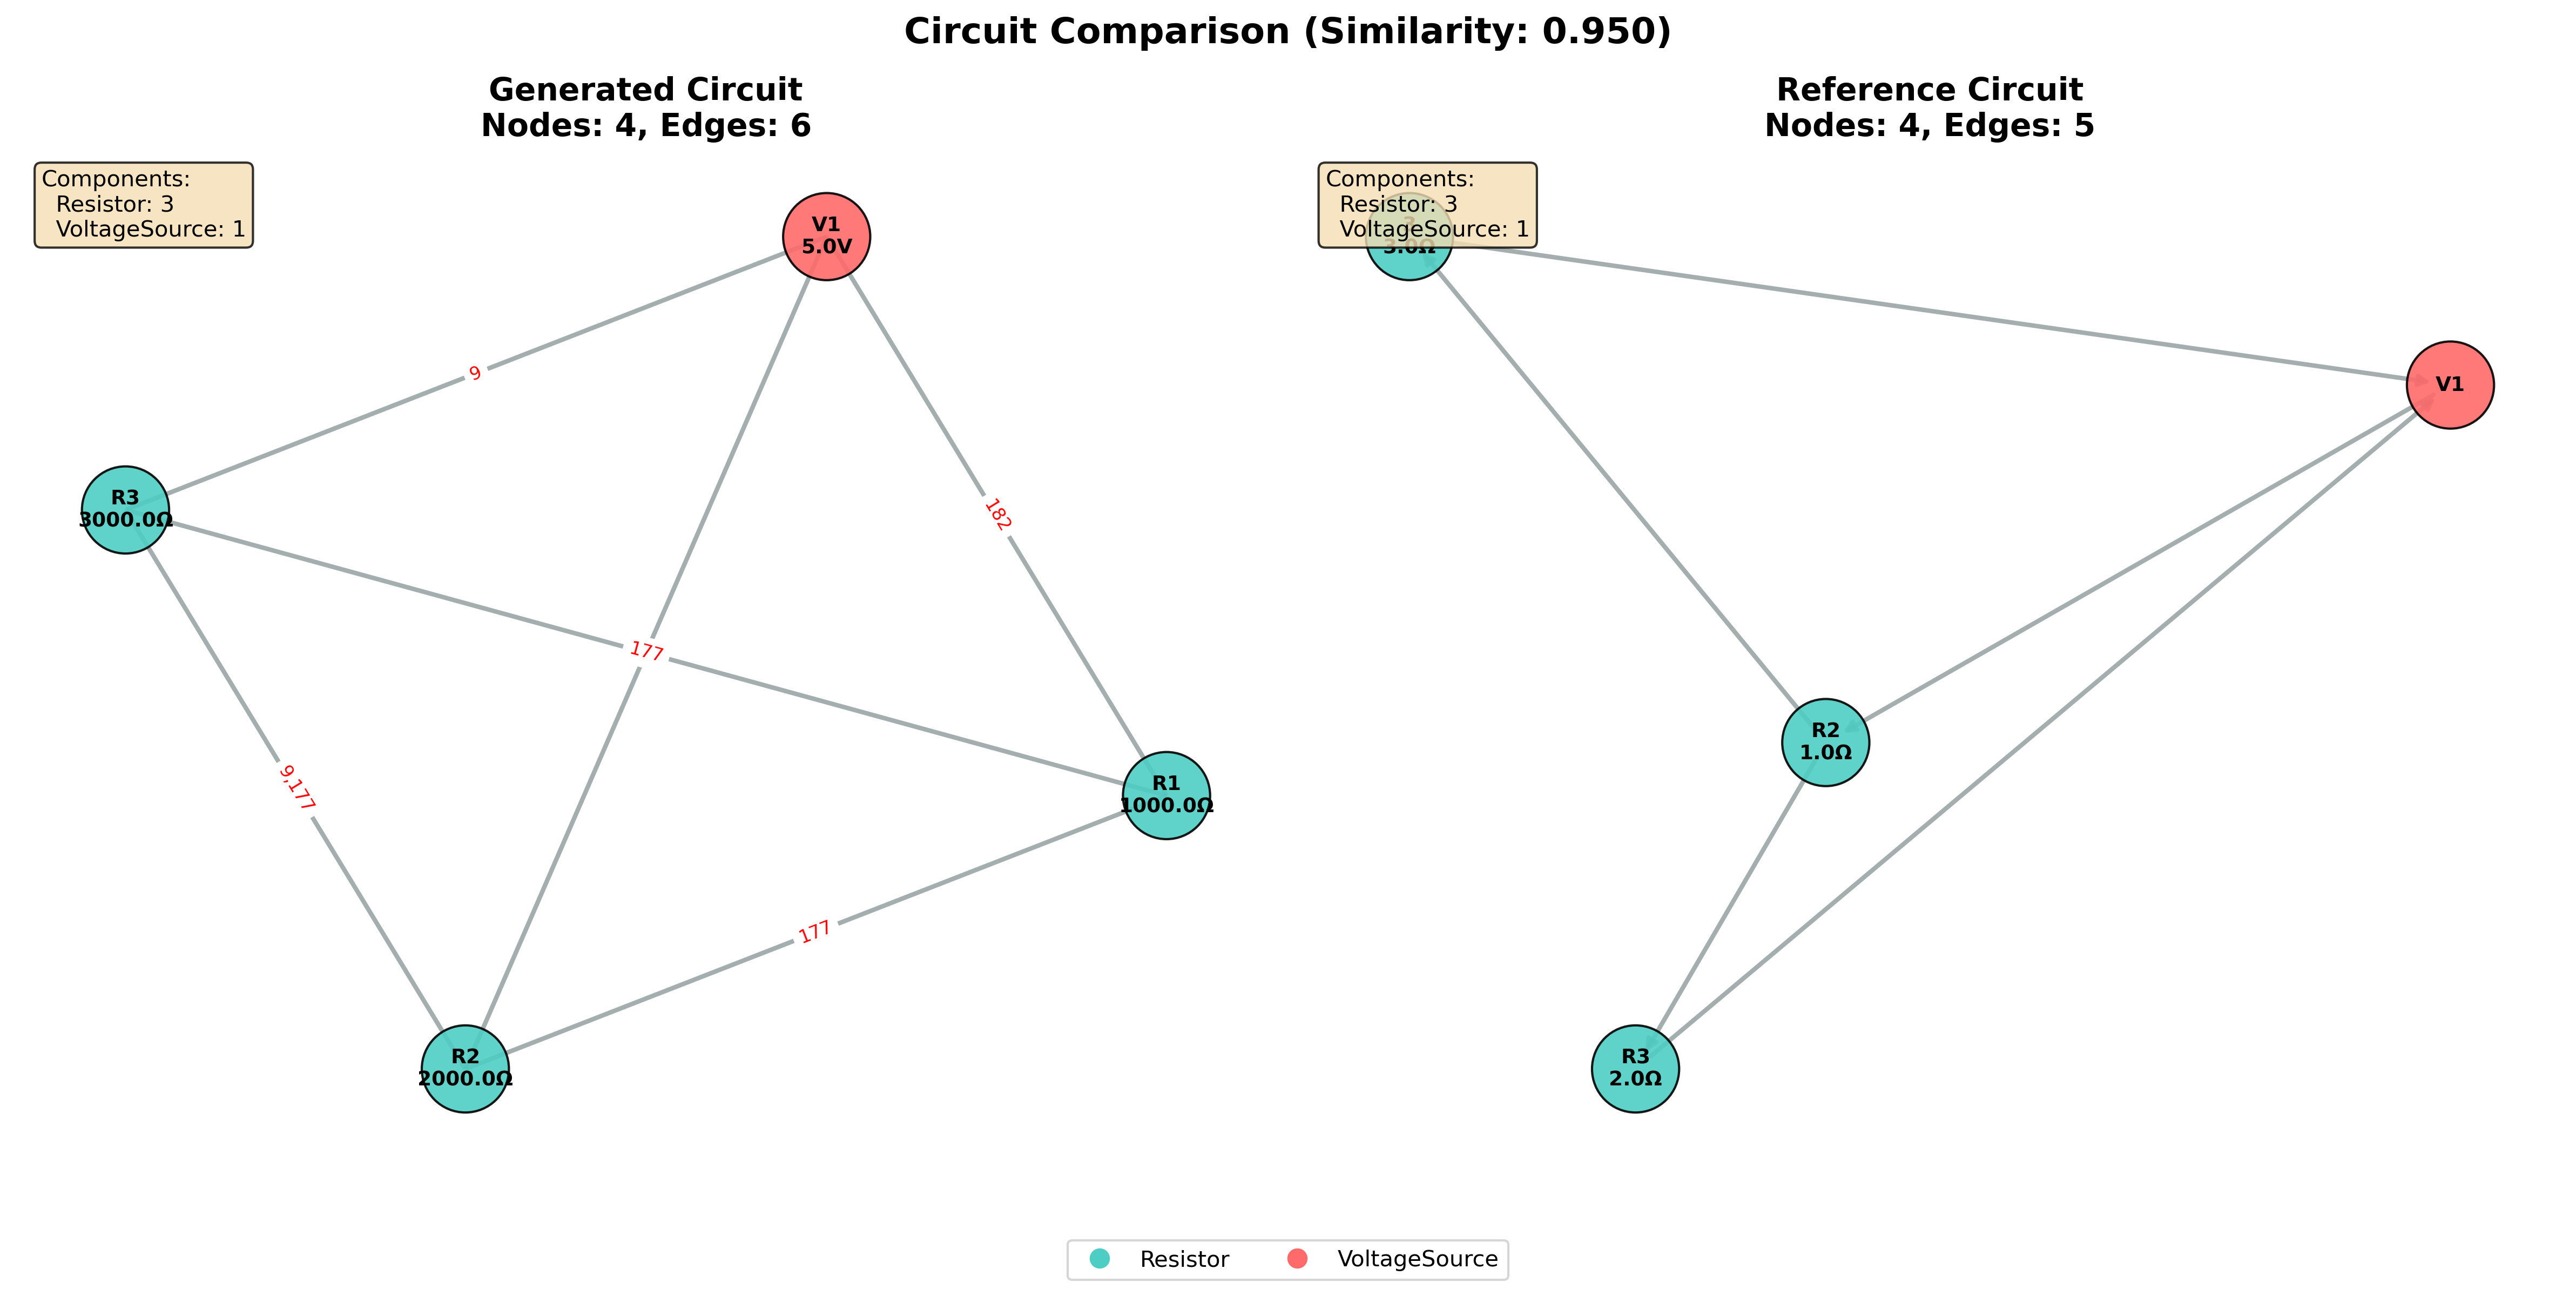 Circuit Comparison (Similarity: 0.950)
Generated Circuit
Nodes: 4, Edges: 6
Components:
Resistor: 3
VoltageSource: 1
V1
5.0V
9
182
R3
3000.0Ω
177
9,177
R1
1000.0Ω
177
R2
2000.0Ω
Reference Circuit
Nodes: 4, Edges: 5
Components:
Resistor: 3
VoltageSource: 1
3.0Ω
V1
R2
1.0Ω
R3
2.0Ω
Resistor
VoltageSource